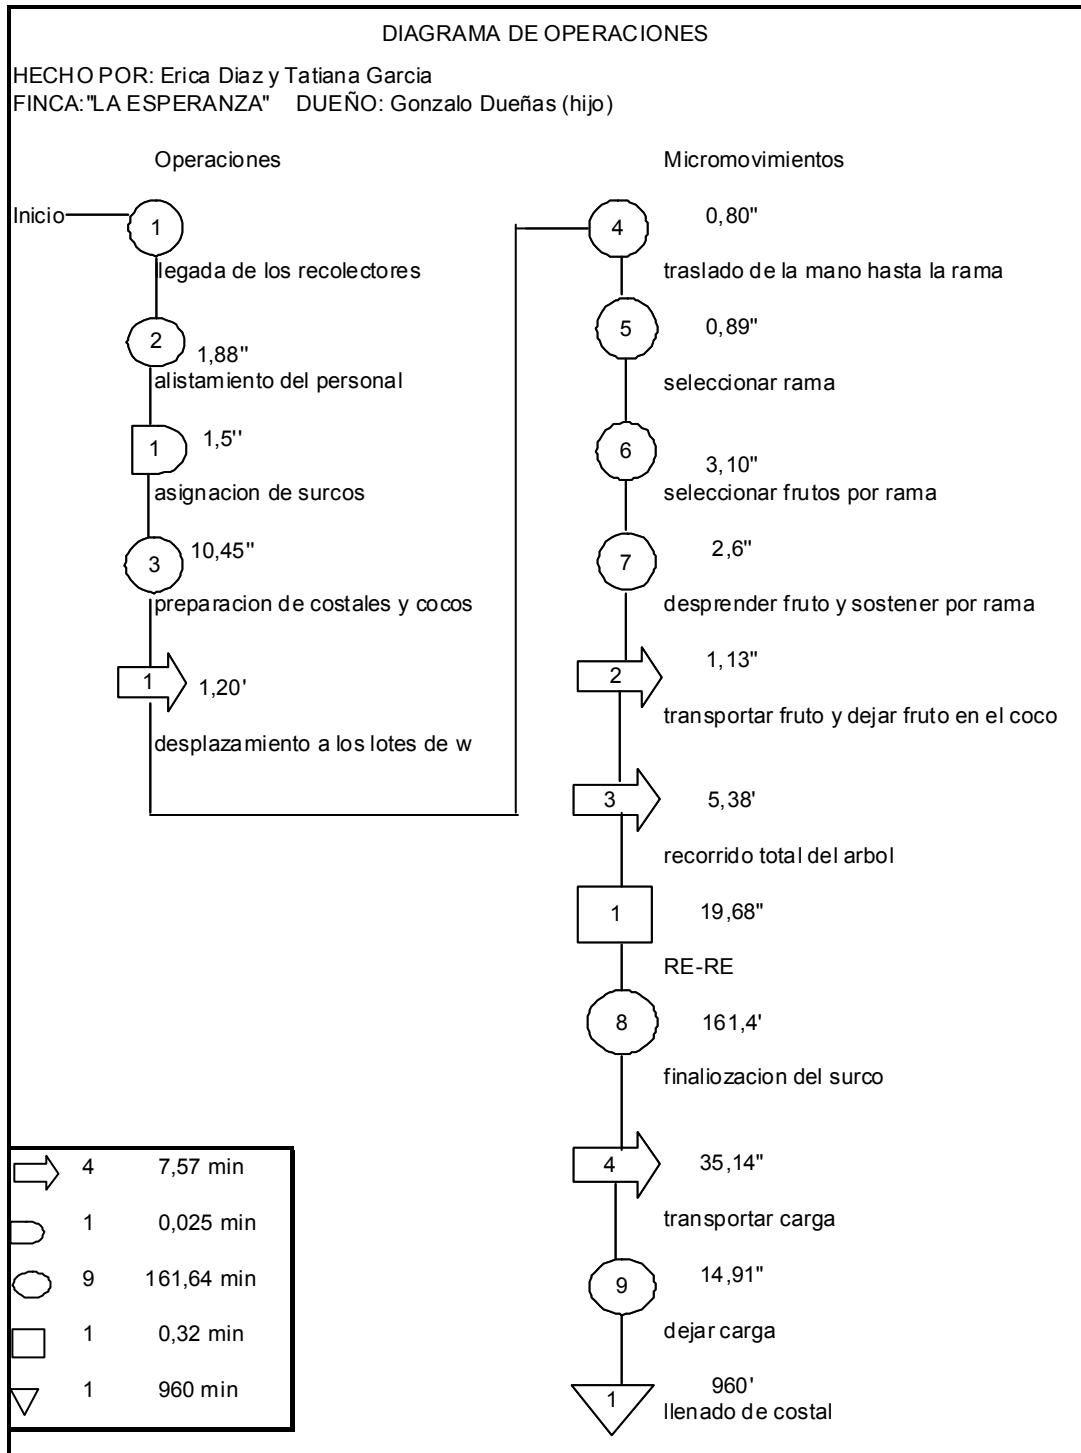 DIAGRAMA DE OPERACIONES
HECHO POR: Erica Diaz y Tatiana Garcia
FINCA:"LA ESPERANZA" DUEÑO: Gonzalo Dueñas (hijo)
Operaciones
Inicio
1
legada de los recolectores
2
1,88"
alistamiento del personal
1
1,5''
asignacion de surcos
3
10,45"
preparacion de costales y cocos
1
1,20'
desplazamiento a los lotes de w
Micromovimientos
4
0,80"
traslado de la mano hasta la rama
5
0,89"
seleccionar rama
6
3,10"
seleccionar frutos por rama
7
2,6"
desprender fruto y sostener por rama
2
1,13"
transportar fruto y dejar fruto en el coco
3
5,38'
recorrido total del arbol
1
19,68"
RE-RE
8
161,4'
finaliozacion del surco
4
35,14"
transportar carga
9
14,91"
dejar carga
1
960'
llenado de costal
4 7,57 min
1 0,025 min
9 161,64 min
1 0,32 min
1 960 min